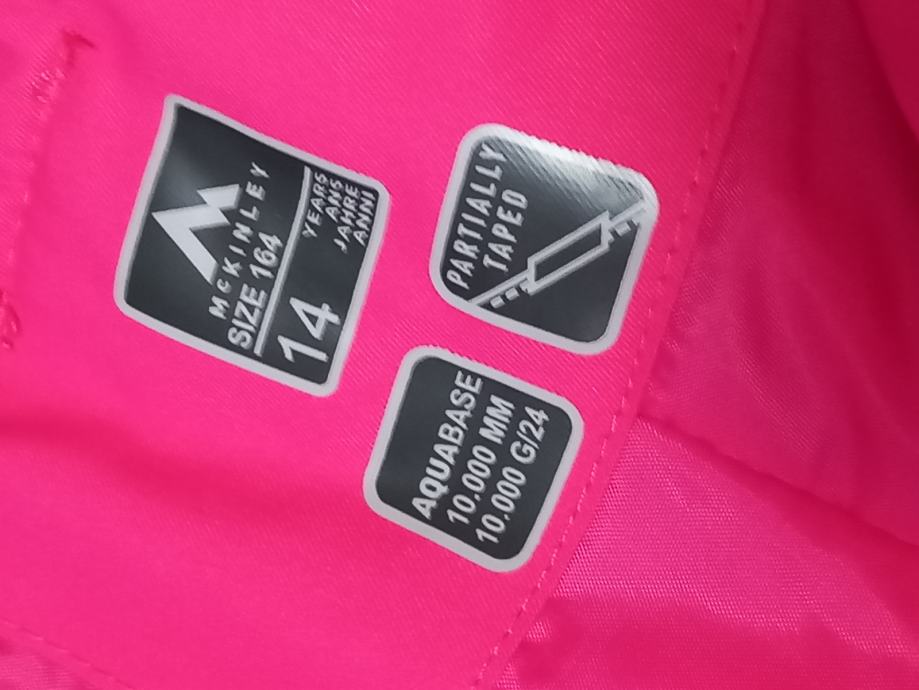 McKINLEY
SIZE 164
14
YEARS
ANS
JAHRE
ANNI
PARTIALLY
TAPED
AQUABASE
10.000 MM
10.000 G/24